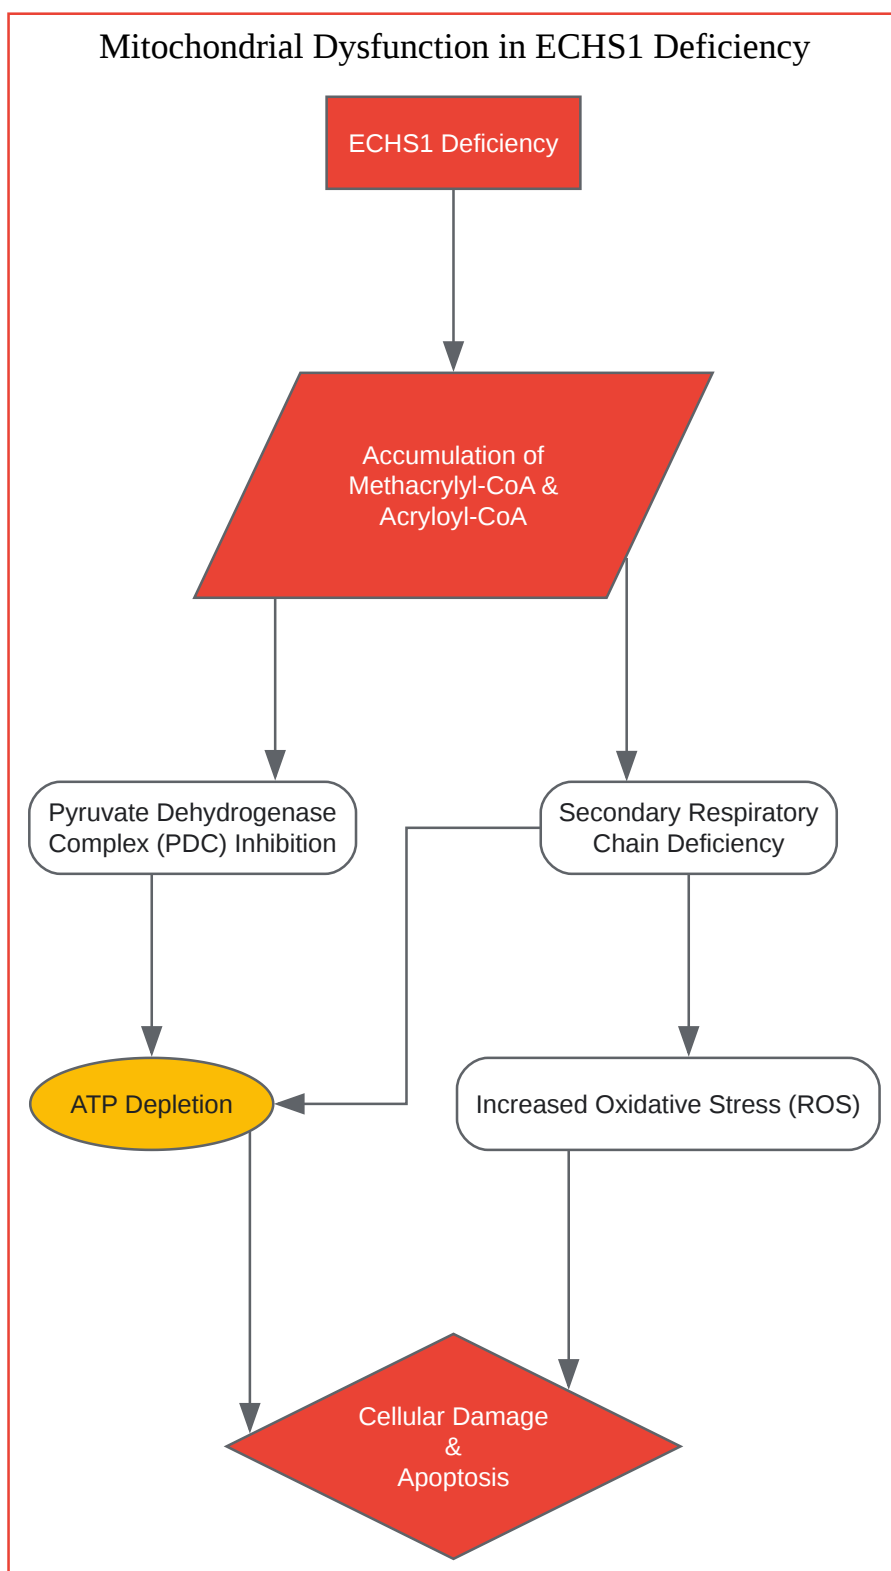 Mitochondrial Dysfunction in ECHS1 Deficiency
ECHS1 Deficiency
Accumulation of
Methacrylyl-CoA &
Acryloyl-CoA
Pyruvate Dehydrogenase
Complex (PDC) Inhibition
Secondary Respiratory
Chain Deficiency
ATP Depletion
Increased Oxidative Stress (ROS)
Cellular Damage
&
Apoptosis